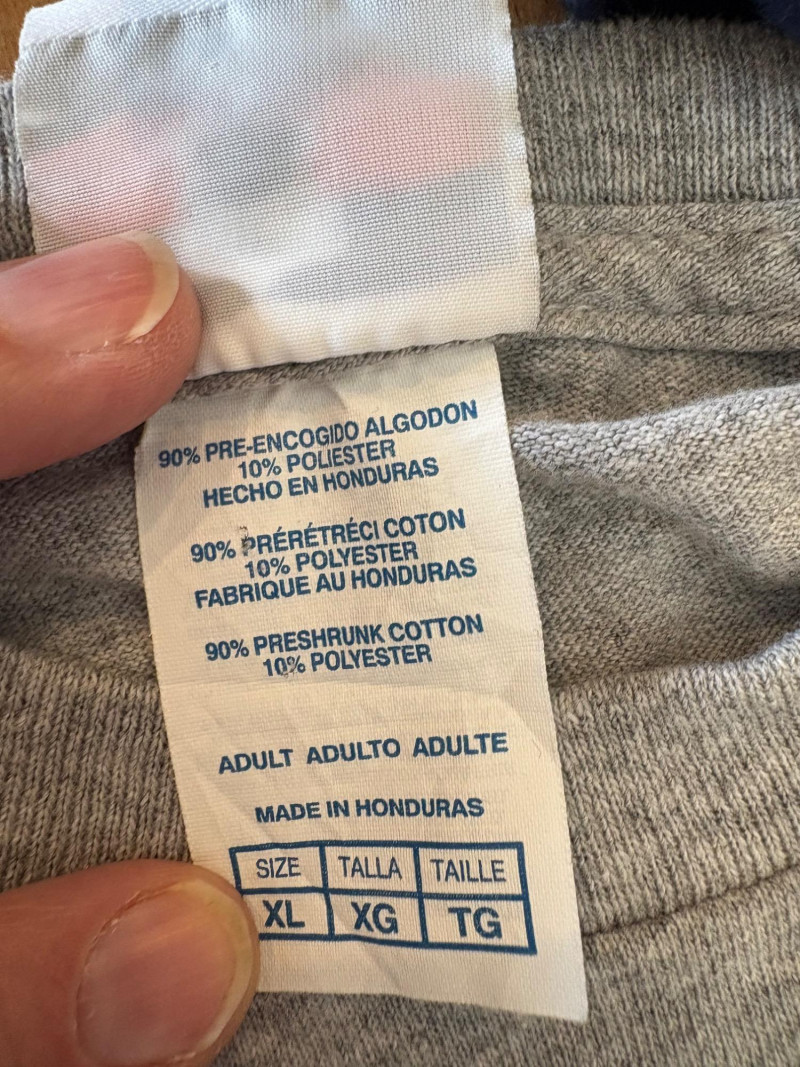 90% PRE-ENCOGIDO ALGODON
10% POLIESTER
HECHO EN HONDURAS
90% PRÉRÉTRÉCI COTON
10% POLYESTER
FABRIQUE AU HONDURAS
90% PRESHRUNK COTTON
10% POLYESTER
ADULT ADULTO ADULTE
MADE IN HONDURAS
SIZE TALLA TAILLE
XL XG TG